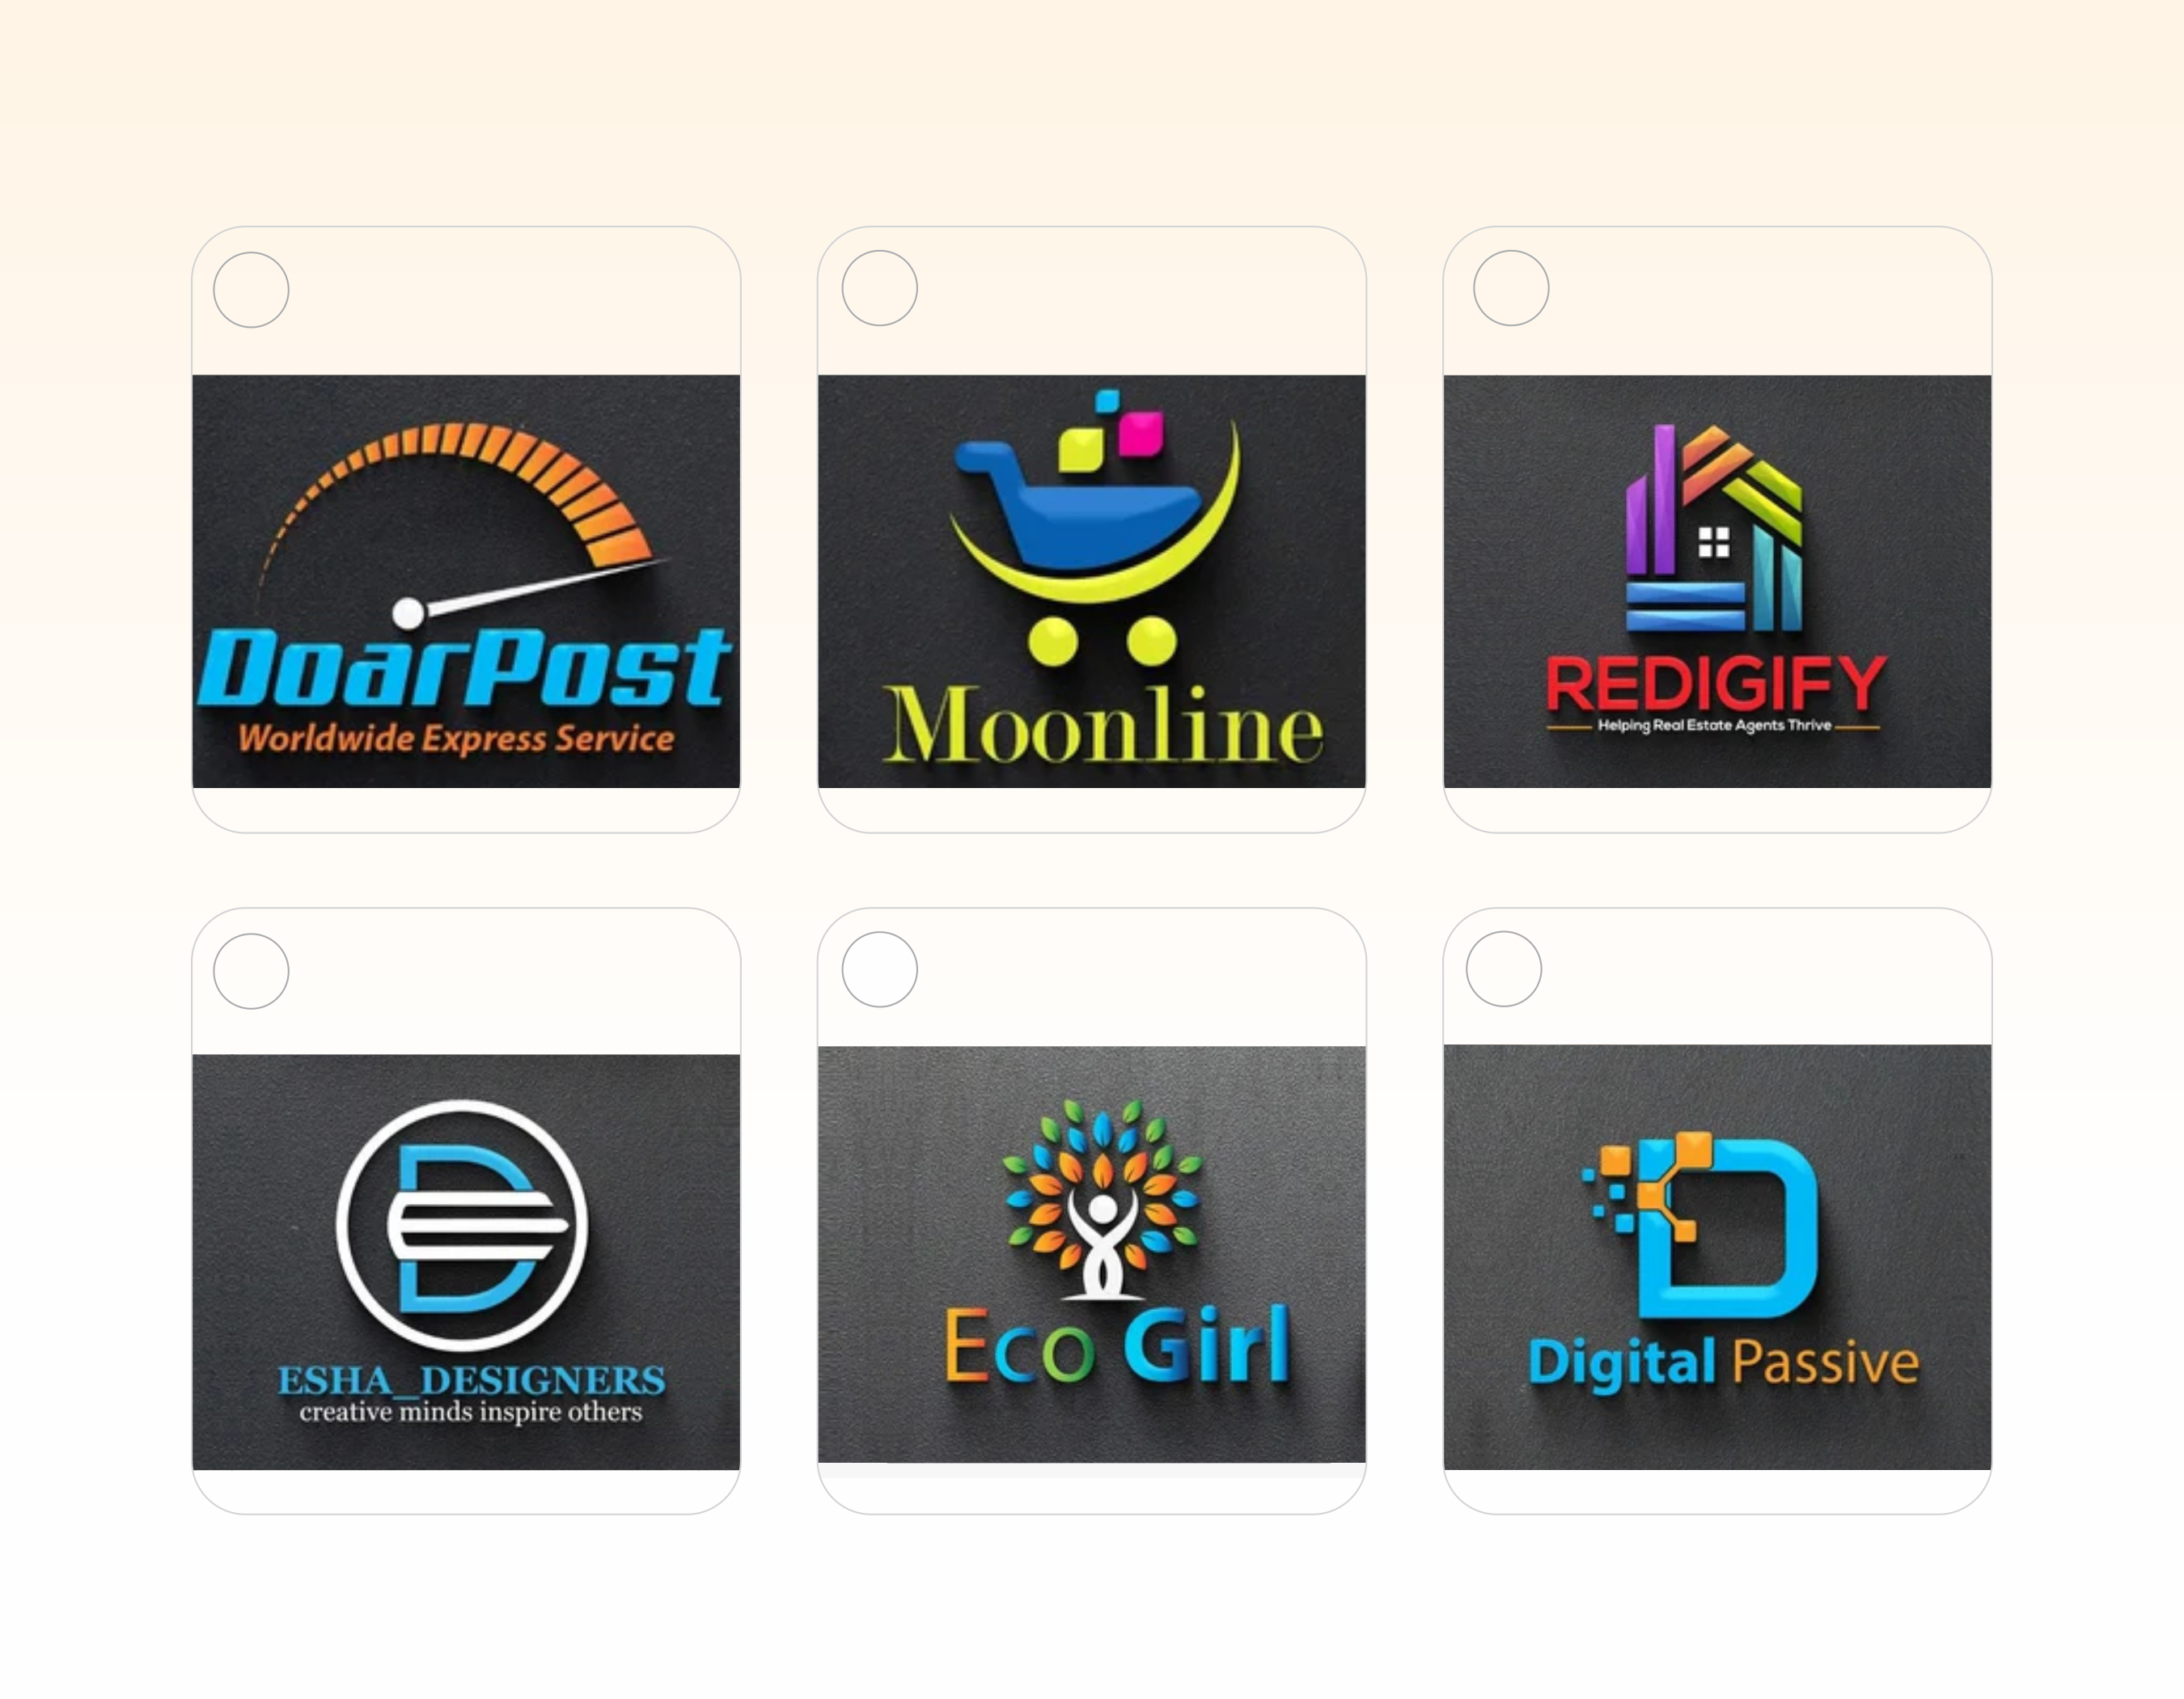 DoarPost
Worldwide Express Service
Moonline
REDIGIFY
Helping Real Estate Agents Thrive
ESHA_DESIGNERS
creative minds inspire others
Eco Girl
Digital Passive